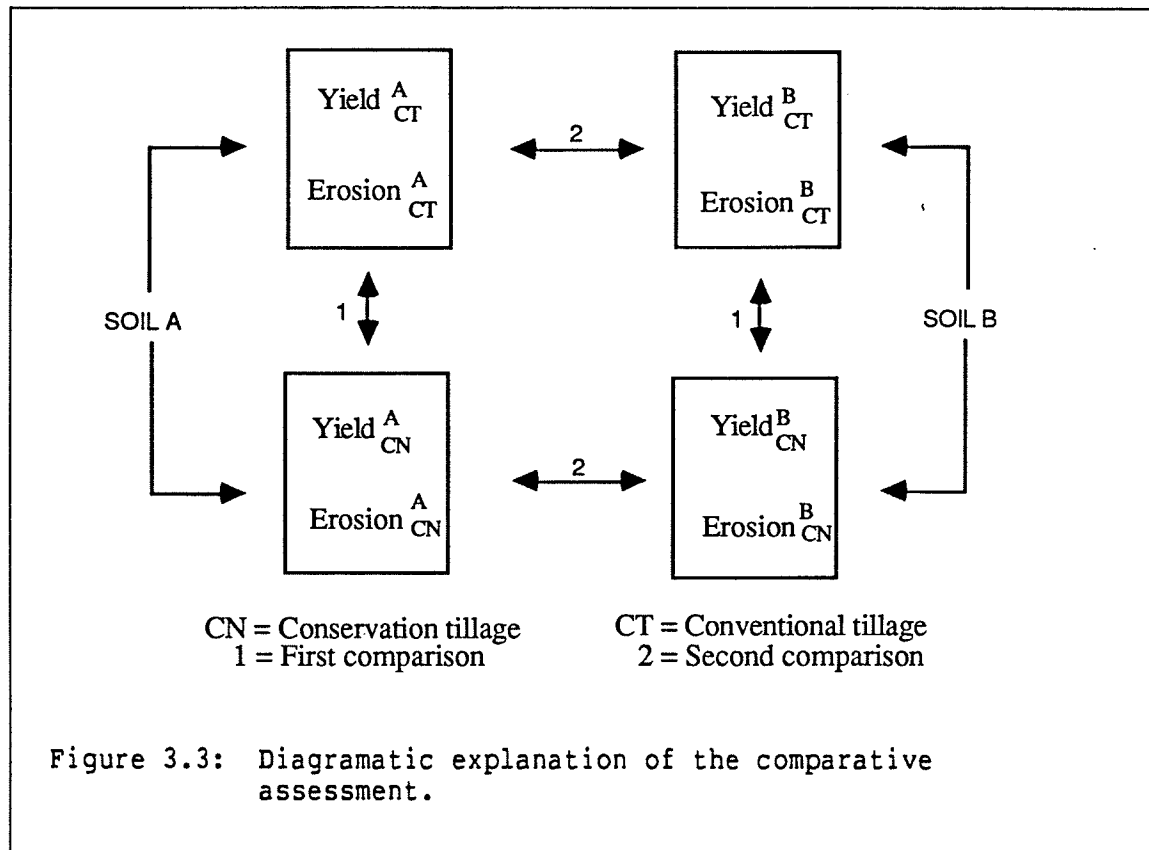 Yield A CT
Yield B CT
2
Erosion A CT
Erosion B CT
1
1
SOIL A
SOIL B
Yield A CN
Yield B CN
2
Erosion A CN
Erosion B CN
CN = Conservation tillage
CT = Conventional tillage
1 = First comparison
2 = Second comparison
Figure 3.3: Diagramatic explanation of the comparative
assessment.